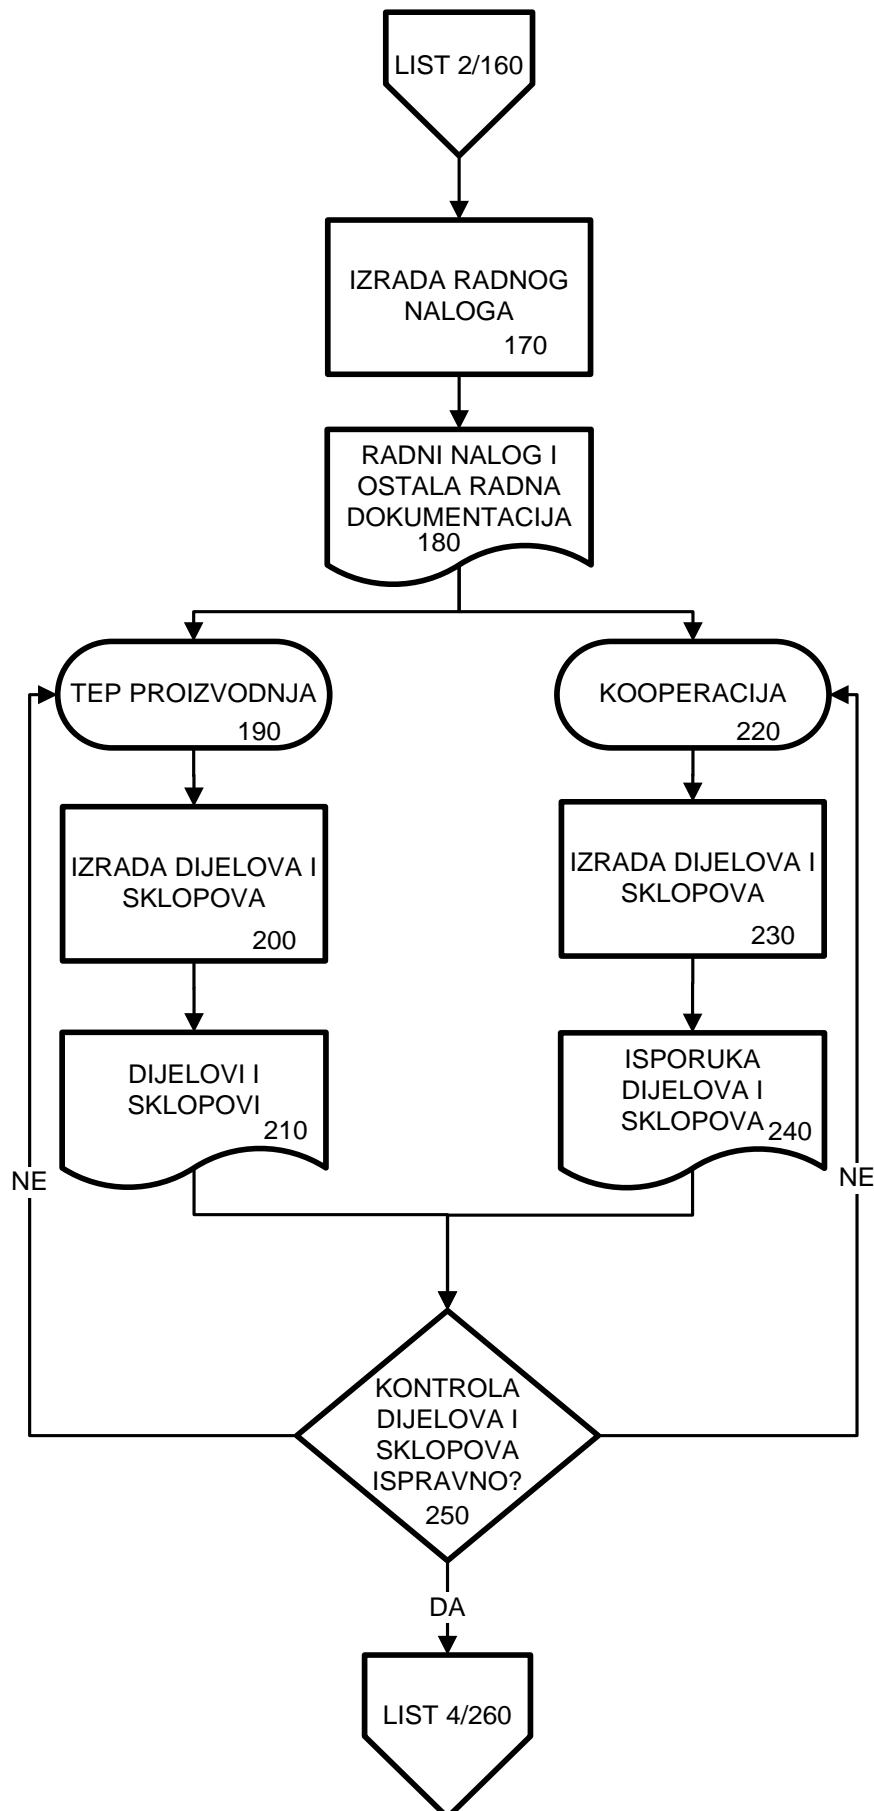 LIST 2/160
IZRADA RADNOG
NALOGA
170
RADNI NALOG I
OSTALA RADNA
DOKUMENTACIJA
180
TEP PROIZVODNJA
190
KOOPERACIJA
220
IZRADA DIJELOVA I
SKLOPOVA
200
IZRADA DIJELOVA I
SKLOPOVA
230
DIJELOVI I
SKLOPOVI
210
ISPORUKA
DIJELOVA I
SKLOPOVA
240
NE
NE
KONTROLA
DIJELOVA I
SKLOPOVA
ISPRAVNO?
250
DA
LIST 4/260